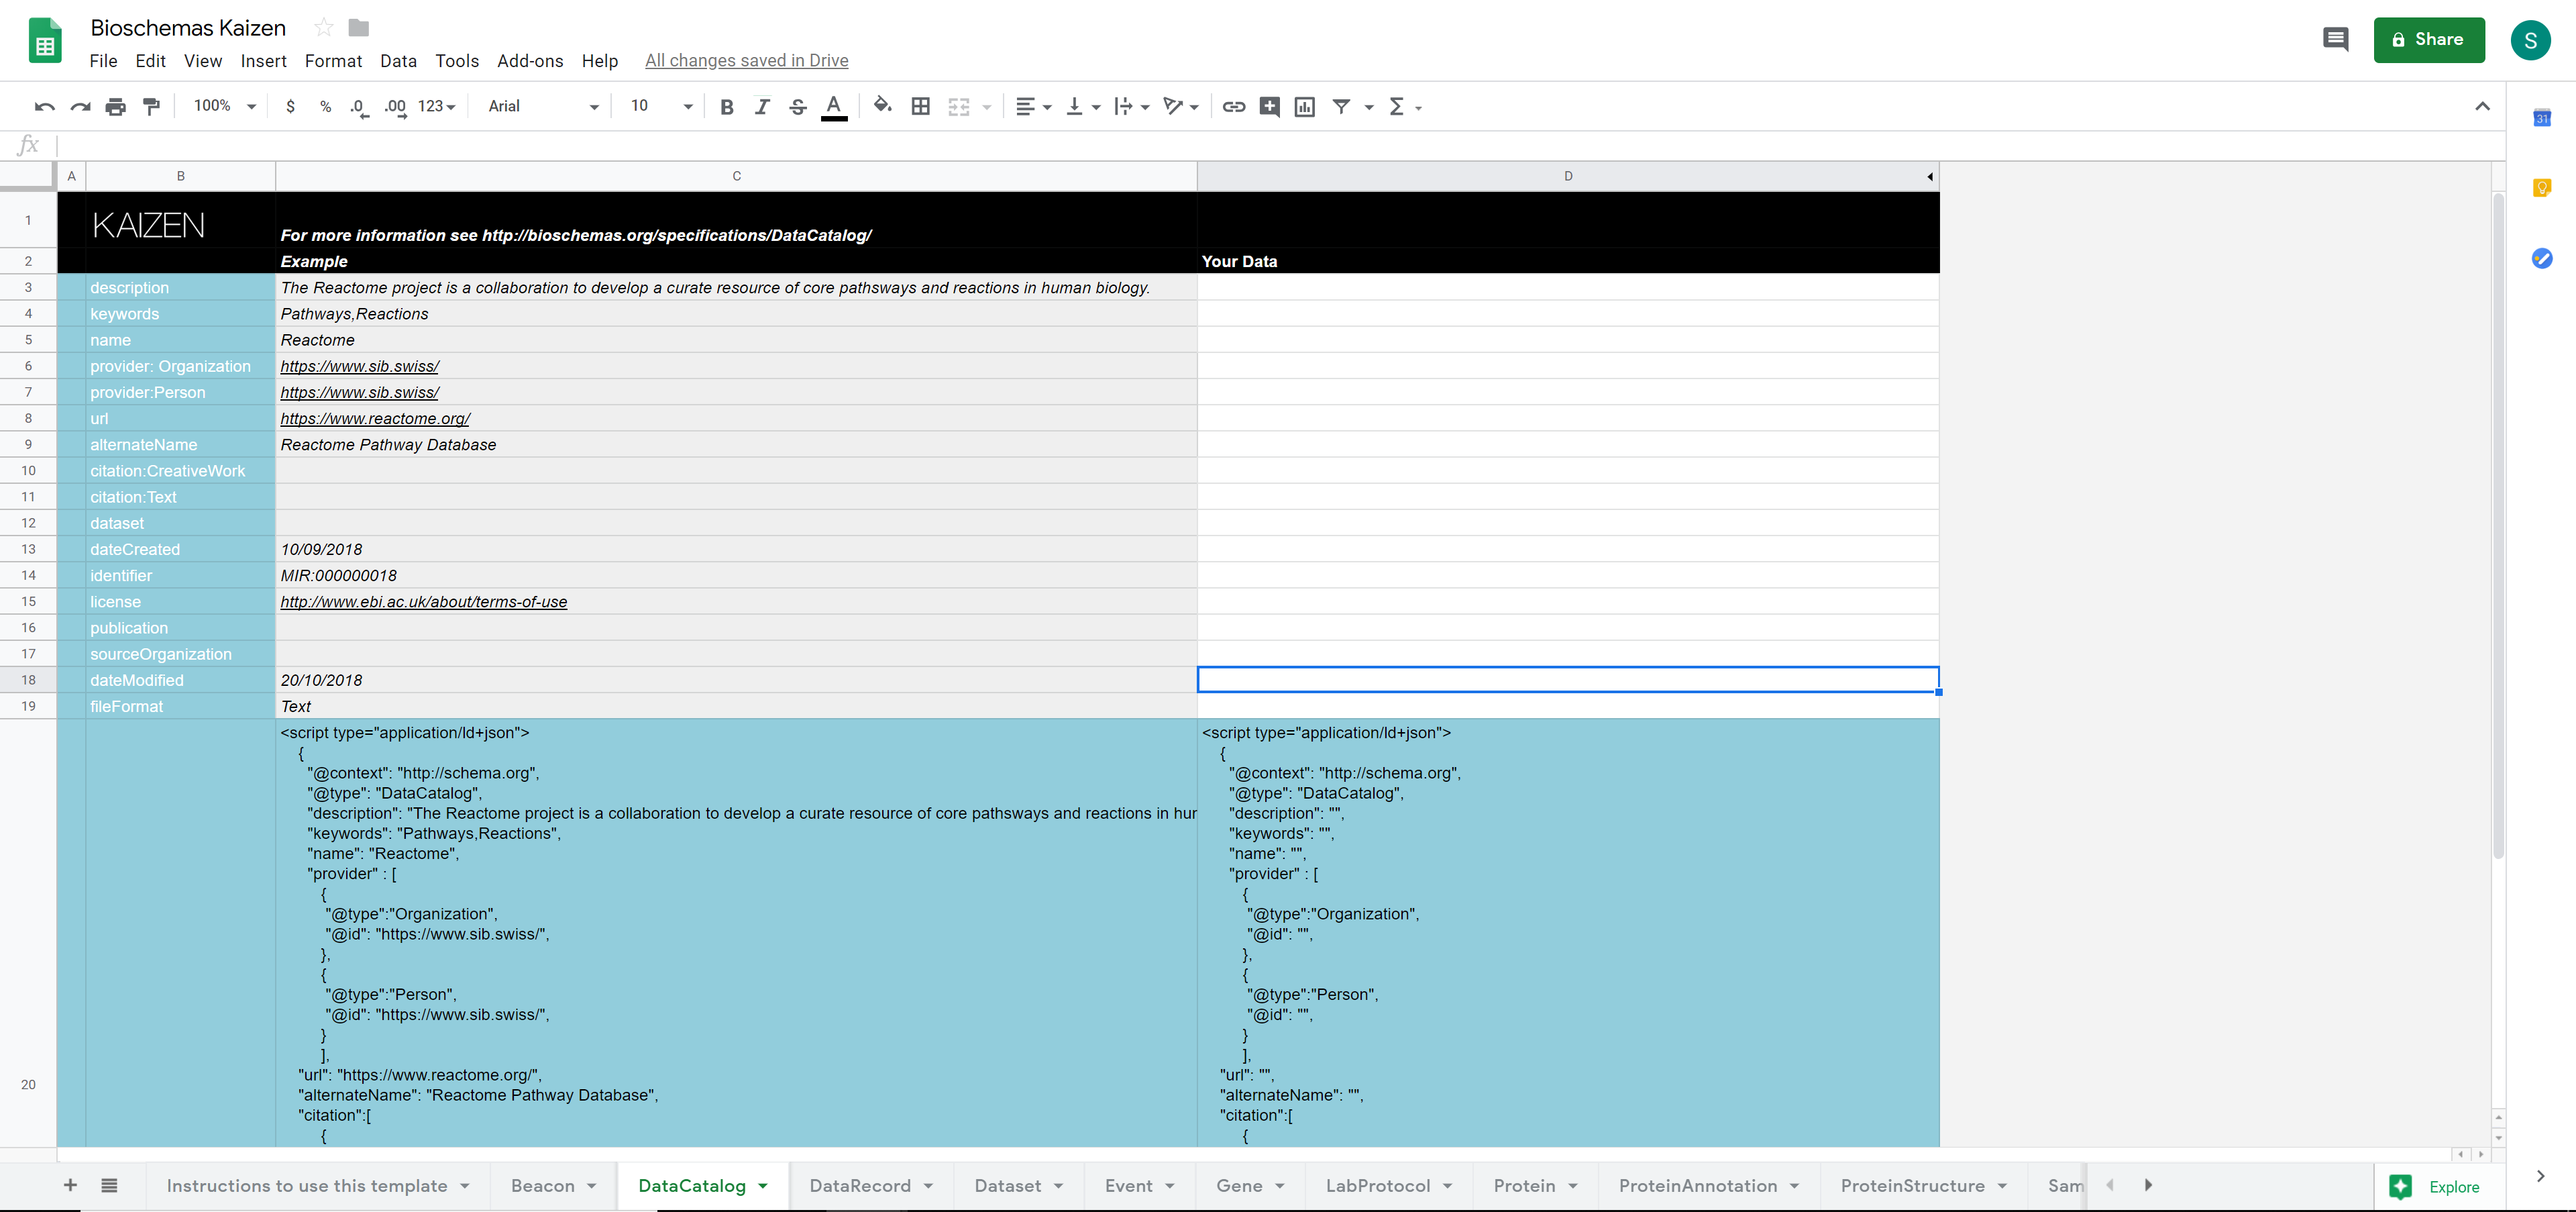 Bioschemas Kaizen
File Edit View Insert Format Data Tools Add-ons Help All changes saved in Drive
Share
S
100% $ % .0 .00 123 Arial 10 B I S A Σ
31
fx
A B C D
1 KAIZEN For more information see http://bioschemas.org/specifications/DataCatalog/
2 Example Your Data
3 description The Reactome project is a collaboration to develop a curate resource of core pathsways and reactions in human biology.
4 keywords Pathways,Reactions
5 name Reactome
6 provider: Organization https://www.sib.swiss/
7 provider:Person https://www.sib.swiss/
8 url https://www.reactome.org/
9 alternateName Reactome Pathway Database
10 citation:CreativeWork
11 citation:Text
12 dataset
13 dateCreated 10/09/2018
14 identifier MIR:000000018
15 license http://www.ebi.ac.uk/about/terms-of-use
16 publication
17 sourceOrganization
18 dateModified 20/10/2018
19 fileFormat Text
<script type="application/ld+json"> <script type="application/ld+json">
{ {
"@context": "http://schema.org", "@context": "http://schema.org",
"@type": "DataCatalog", "@type": "DataCatalog",
"description": "The Reactome project is a collaboration to develop a curate resource of core pathsways and reactions in hur "description": "",
"keywords": "Pathways,Reactions", "keywords": "",
"name": "Reactome", "name": "",
"provider" : [ "provider" : [
{ {
"@type":"Organization", "@type":"Organization",
"@id": "https://www.sib.swiss/", "@id": "",
}, },
{ {
"@type":"Person", "@type":"Person",
"@id": "https://www.sib.swiss/", "@id": "",
} }
], ],
"url": "https://www.reactome.org/", "url": "",
20
"alternateName": "Reactome Pathway Database", "alternateName": "",
"citation":[ "citation":[
{ {
+ Instructions to use this template Beacon DataCatalog DataRecord Dataset Event Gene LabProtocol Protein ProteinAnnotation ProteinStructure Sam Explore